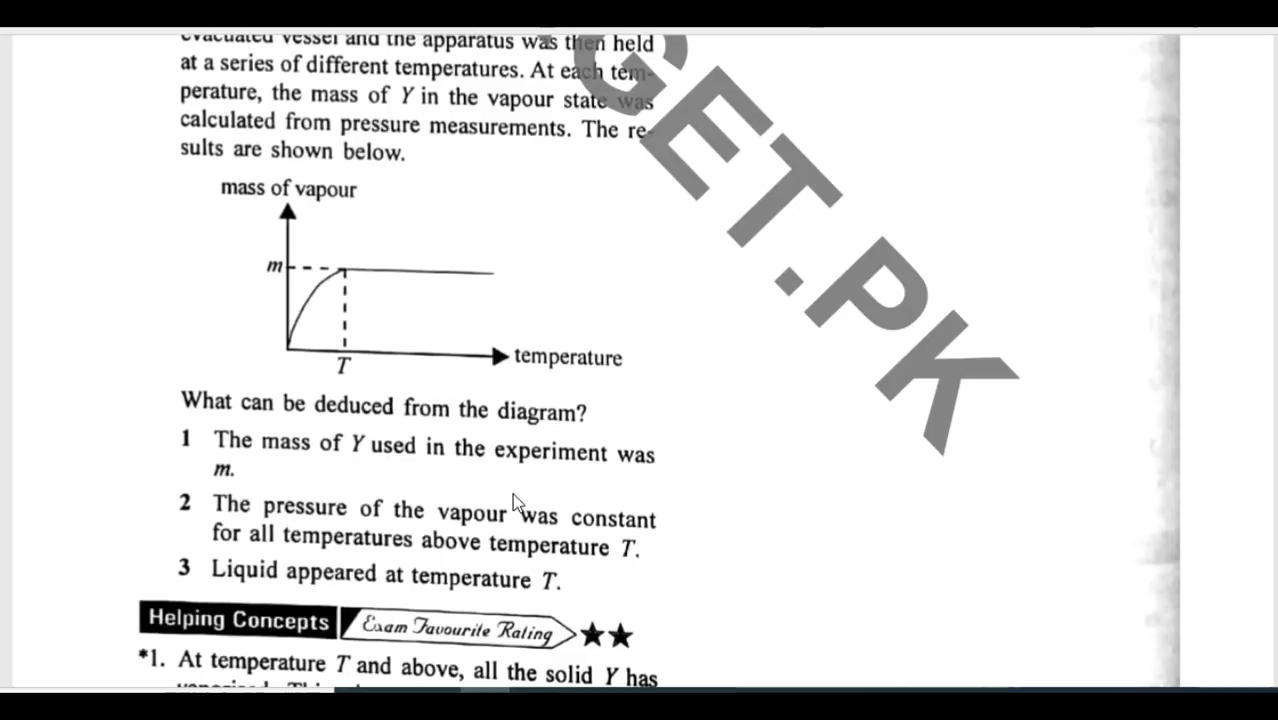 evacuated vessel and the apparatus was then held
at a series of different temperatures. At each tem-
perature, the mass of Y in the vapour state was
calculated from pressure measurements. The re-
sults are shown below.
mass of vapour
m
temperature
T
What can be deduced from the diagram?
1 The mass of Y used in the experiment was
m.
2 The pressure of the vapour was constant
for all temperatures above temperature T.
3 Liquid appeared at temperature T.
Helping Concepts Exam Favourite Rating
*1. At temperature T and above, all the solid Y has
GET.PK